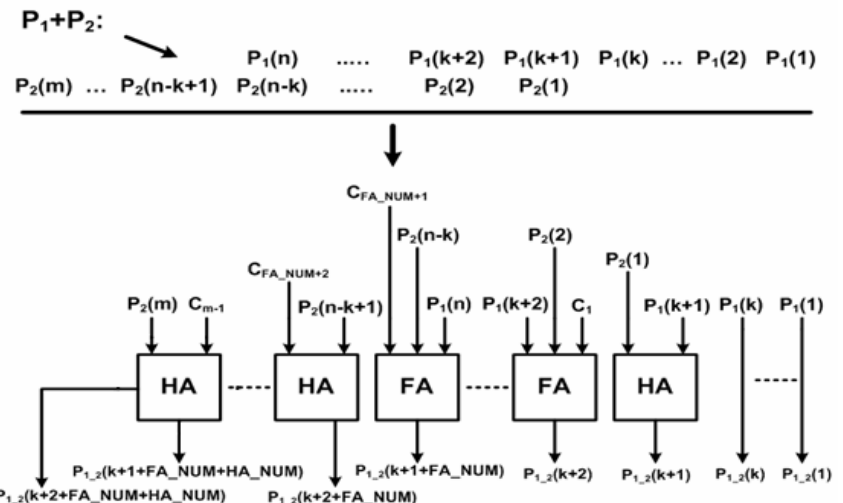 P₁+P₂:
P₁(n) ..... P₁(k+2) P₁(k+1) P₁(k) ... P₁(2) P₁(1)
P₂(m) ... P₂(n-k+1) P₂(n-k) ..... P₂(2) P₂(1)
C_FA_NUM+1
P₂(n-k) P₂(2)
P₂(1)
C_FA_NUM+2
P₂(m) C_m-1 P₂(n-k+1) P₁(n) P₁(k+2) C₁ P₁(k+1) P₁(k) P₁(1)
HA HA FA FA HA
P₁_₂(k+1+FA_NUM+HA_NUM) P₁_₂(k+1+FA_NUM) P₁_₂(k+2) P₁_₂(k+1) P₁_₂(k) P₁_₂(1)
P₁_₂(k+2+FA_NUM+HA_NUM) P₁_₂(k+2+FA_NUM)